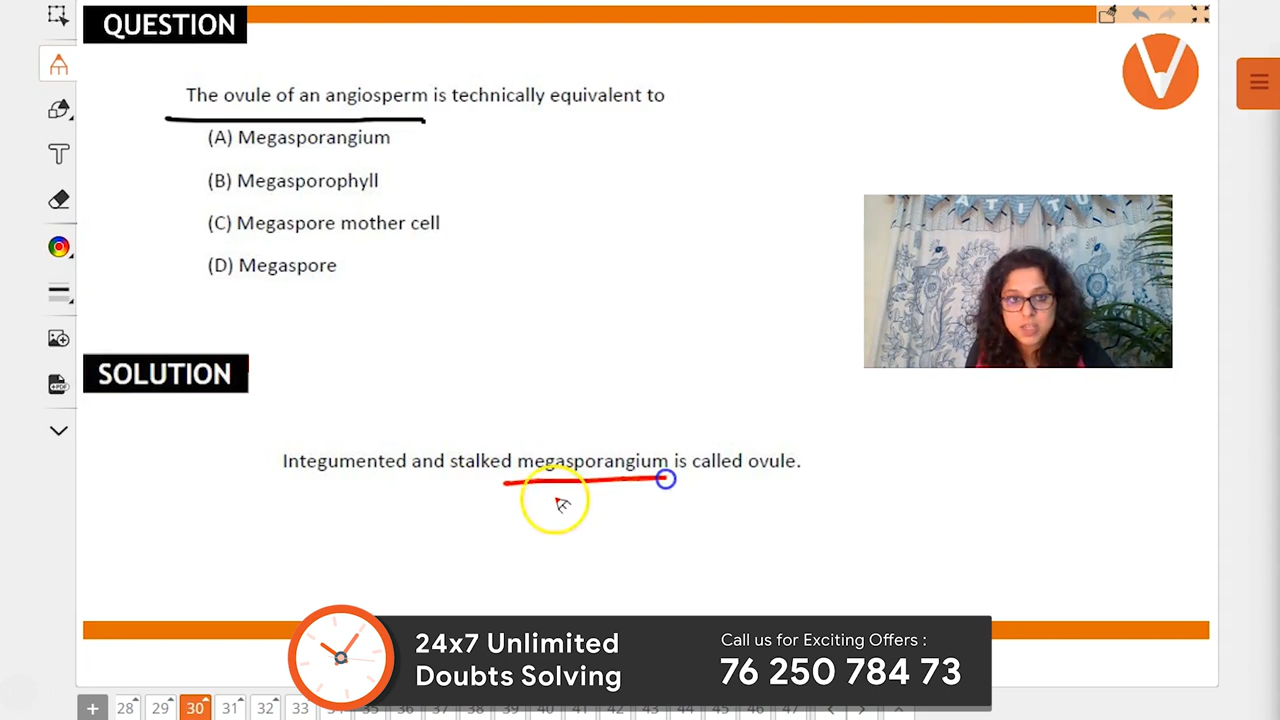 QUESTION
The ovule of an angiosperm is technically equivalent to
(A) Megasporangium
(B) Megasporophyll
(C) Megaspore mother cell
(D) Megaspore
ATITU
SOLUTION
Integumented and stalked megasporangium is called ovule.
24x7 Unlimited
Doubts Solving
Call us for Exciting Offers :
76 250 784 73
28 29 30 31 32 33